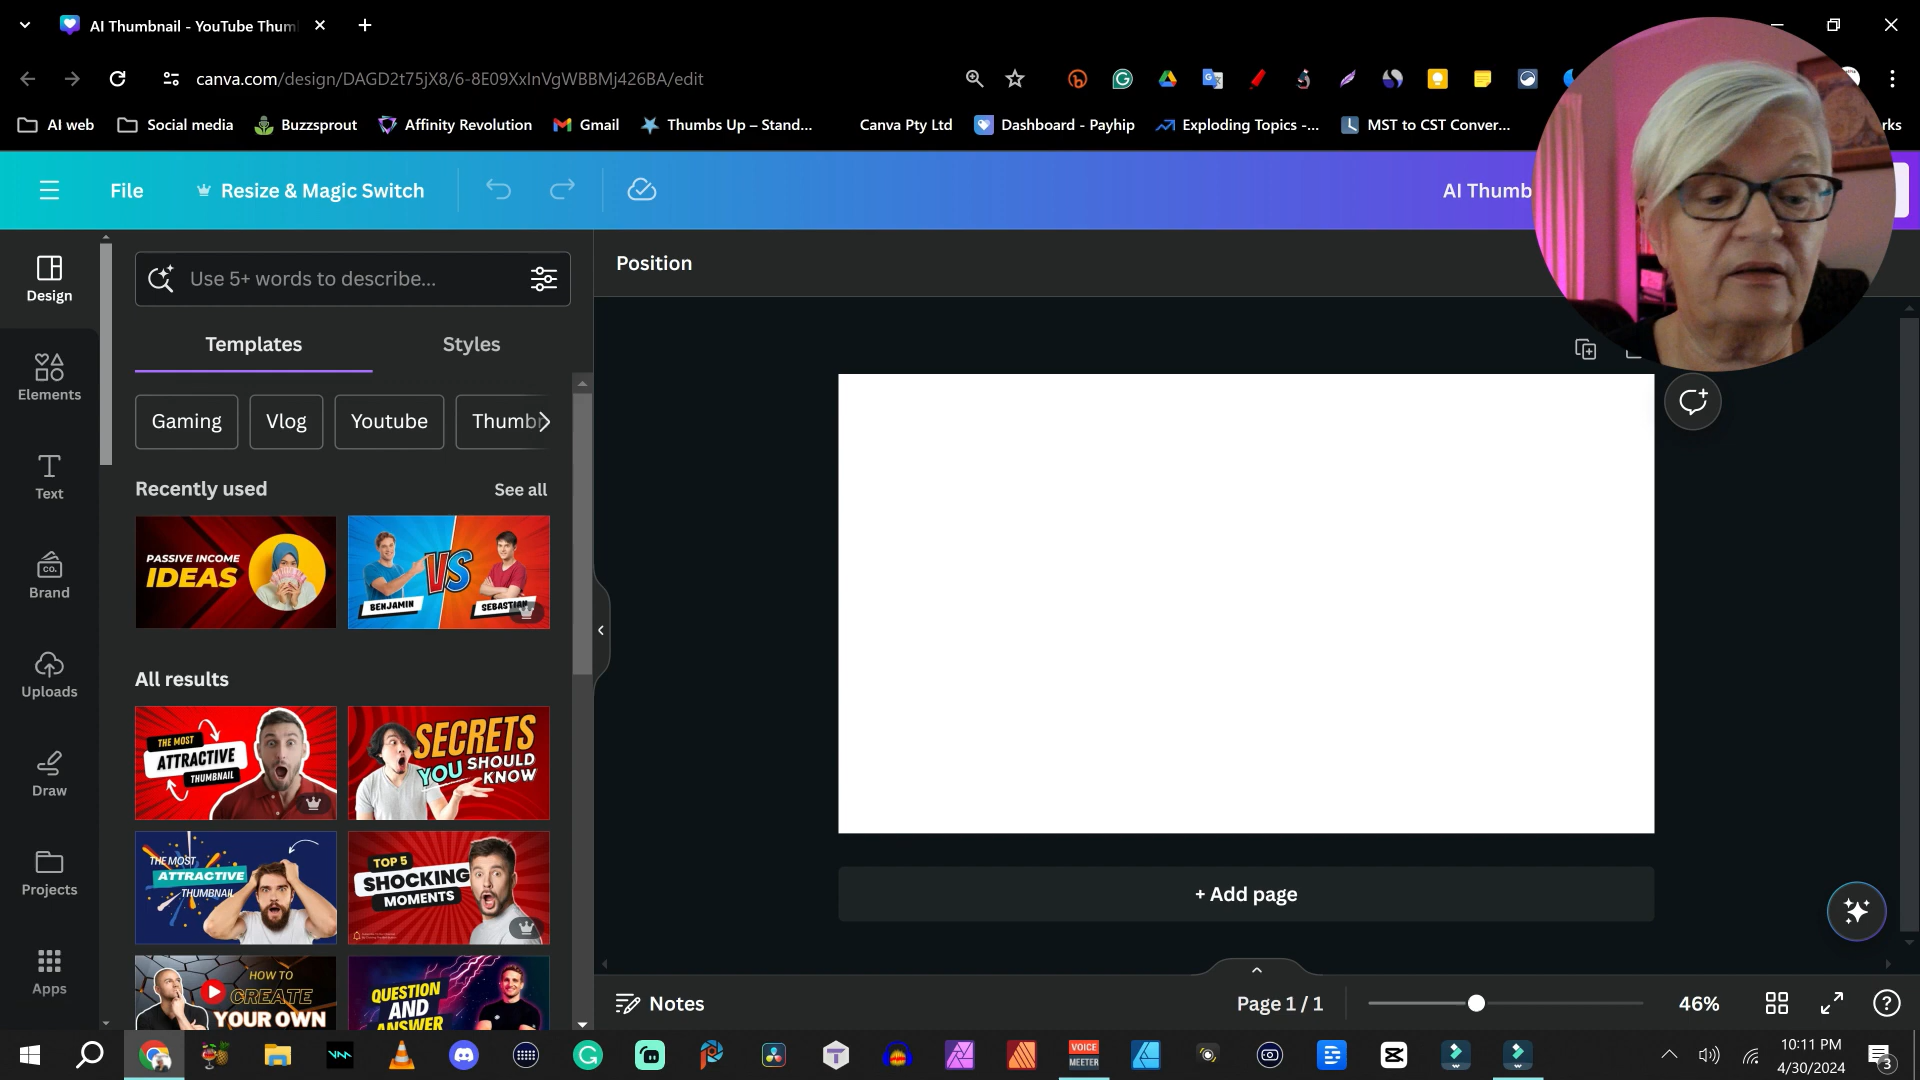 AI Thumbnail - YouTube Thum
canva.com/design/DAGD2t75jX8/6-8E09XxlnVgWBBMj426BA/edit
AI web
Social media
Buzzsprout
Affinity Revolution
Gmail
Thumbs Up – Stand...
Canva Pty Ltd
Dashboard - Payhip
Exploding Topics -...
MST to CST Conver...
rks
File
Resize & Magic Switch
AI Thumb
Design
Elements
Text
Brand
CO.
Uploads
Draw
Projects
Apps
Use 5+ words to describe...
Templates
Styles
Gaming
Vlog
Youtube
Thumb
Recently used
See all
PASSIVE INCOME
IDEAS
VS
BENJAMIN
SEBASTIAN
All results
THE MOST
ATTRACTIVE
THUMBNAIL
SECRETS
YOU SHOULD
KNOW
THE MOST
ATTRACTIVE
THUMBNAIL
TOP 5
SHOCKING
MOMENTS
HOW TO
CREATE
YOUR OWN
QUESTION
AND
ANSWER
Position
+ Add page
Notes
Page 1 / 1
46%
VOICE
MEETER
10:11 PM
4/30/2024
3